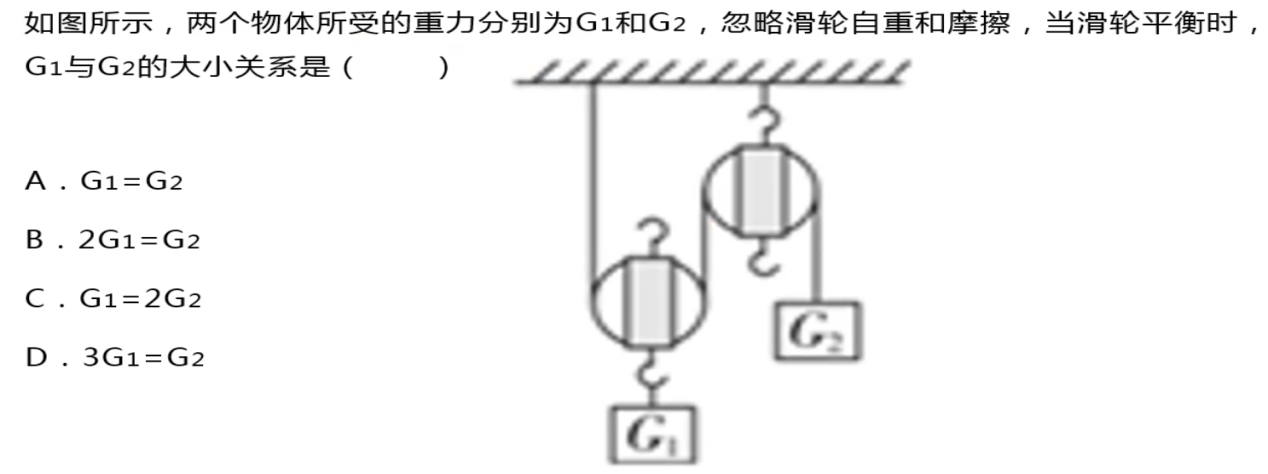 如图所示，两个物体所受的重力分别为G1和G2，忽略滑轮自重和摩擦，当滑轮平衡时，
G1与G2的大小关系是（　　）
A．G1=G2
B．2G1=G2
C．G1=2G2
D．3G1=G2
G2
G1